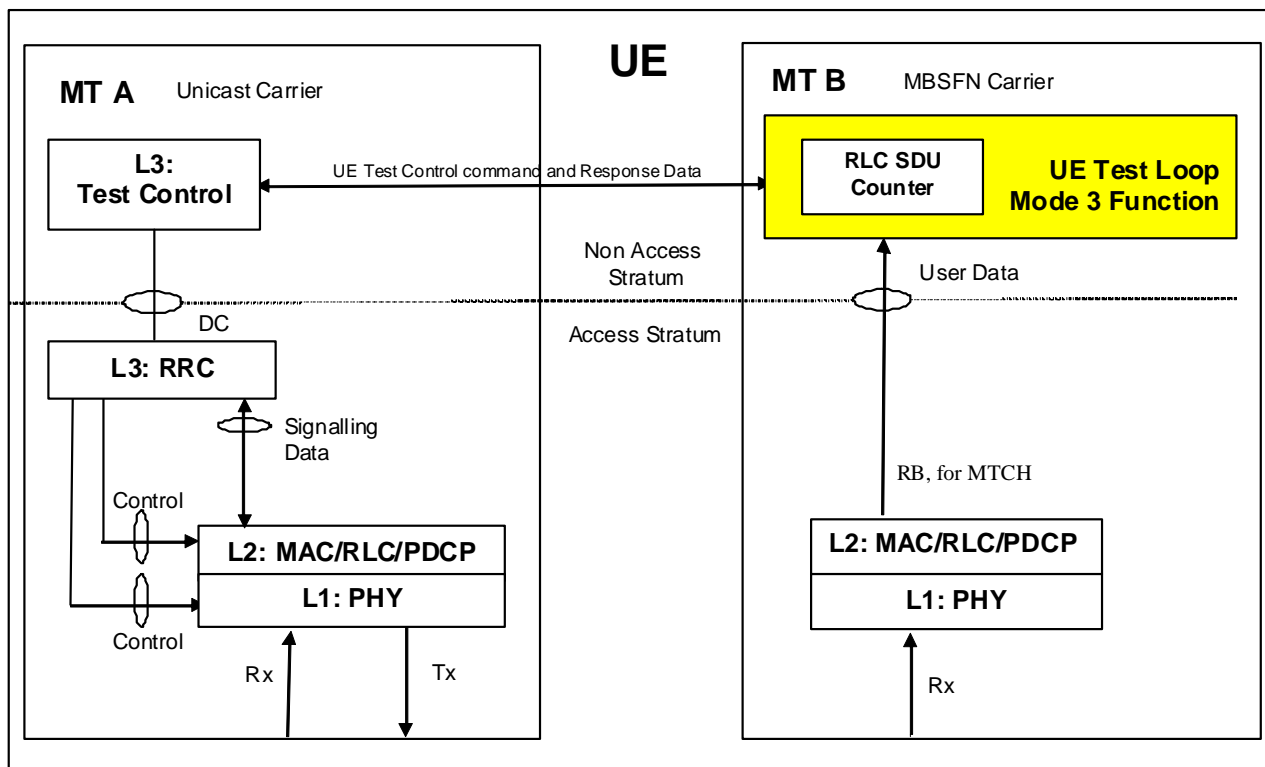 UE
MT A
Unicast Carrier
L3:
Test Control
UE Test Control command and Response Data
MT B
MBSFN Carrier
RLC SDU
Counter
UE Test Loop
Mode 3 Function
Non Access
Stratum
User Data
DC
Access Stratum
L3: RRC
Signalling
Data
Control
L2: MAC/RLC/PDCP
L1: PHY
Control
Rx
Tx
RB, for MTCH
L2: MAC/RLC/PDCP
L1: PHY
Rx